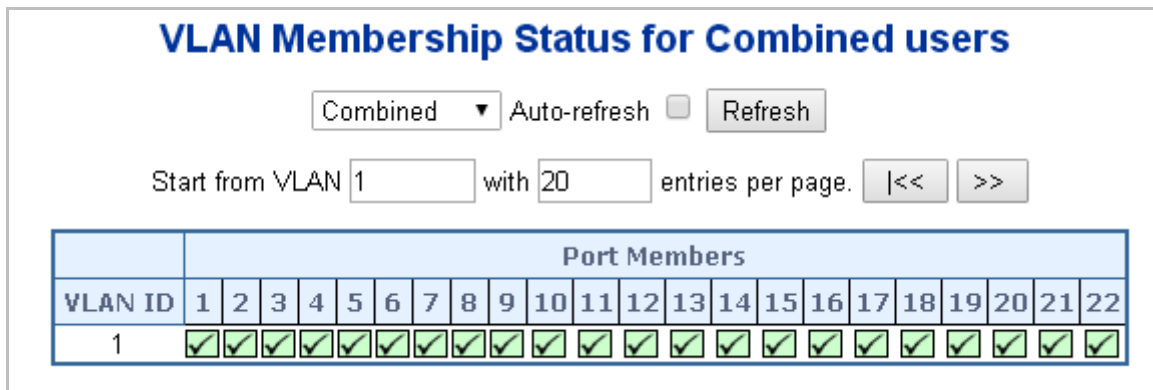 VLAN Membership Status for Combined users
Combined Auto-refresh Refresh
Start from VLAN 1 with 20 entries per page. |<< >>
Port Members
VLAN ID 1 2 3 4 5 6 7 8 9 10 11 12 13 14 15 16 17 18 19 20 21 22
1